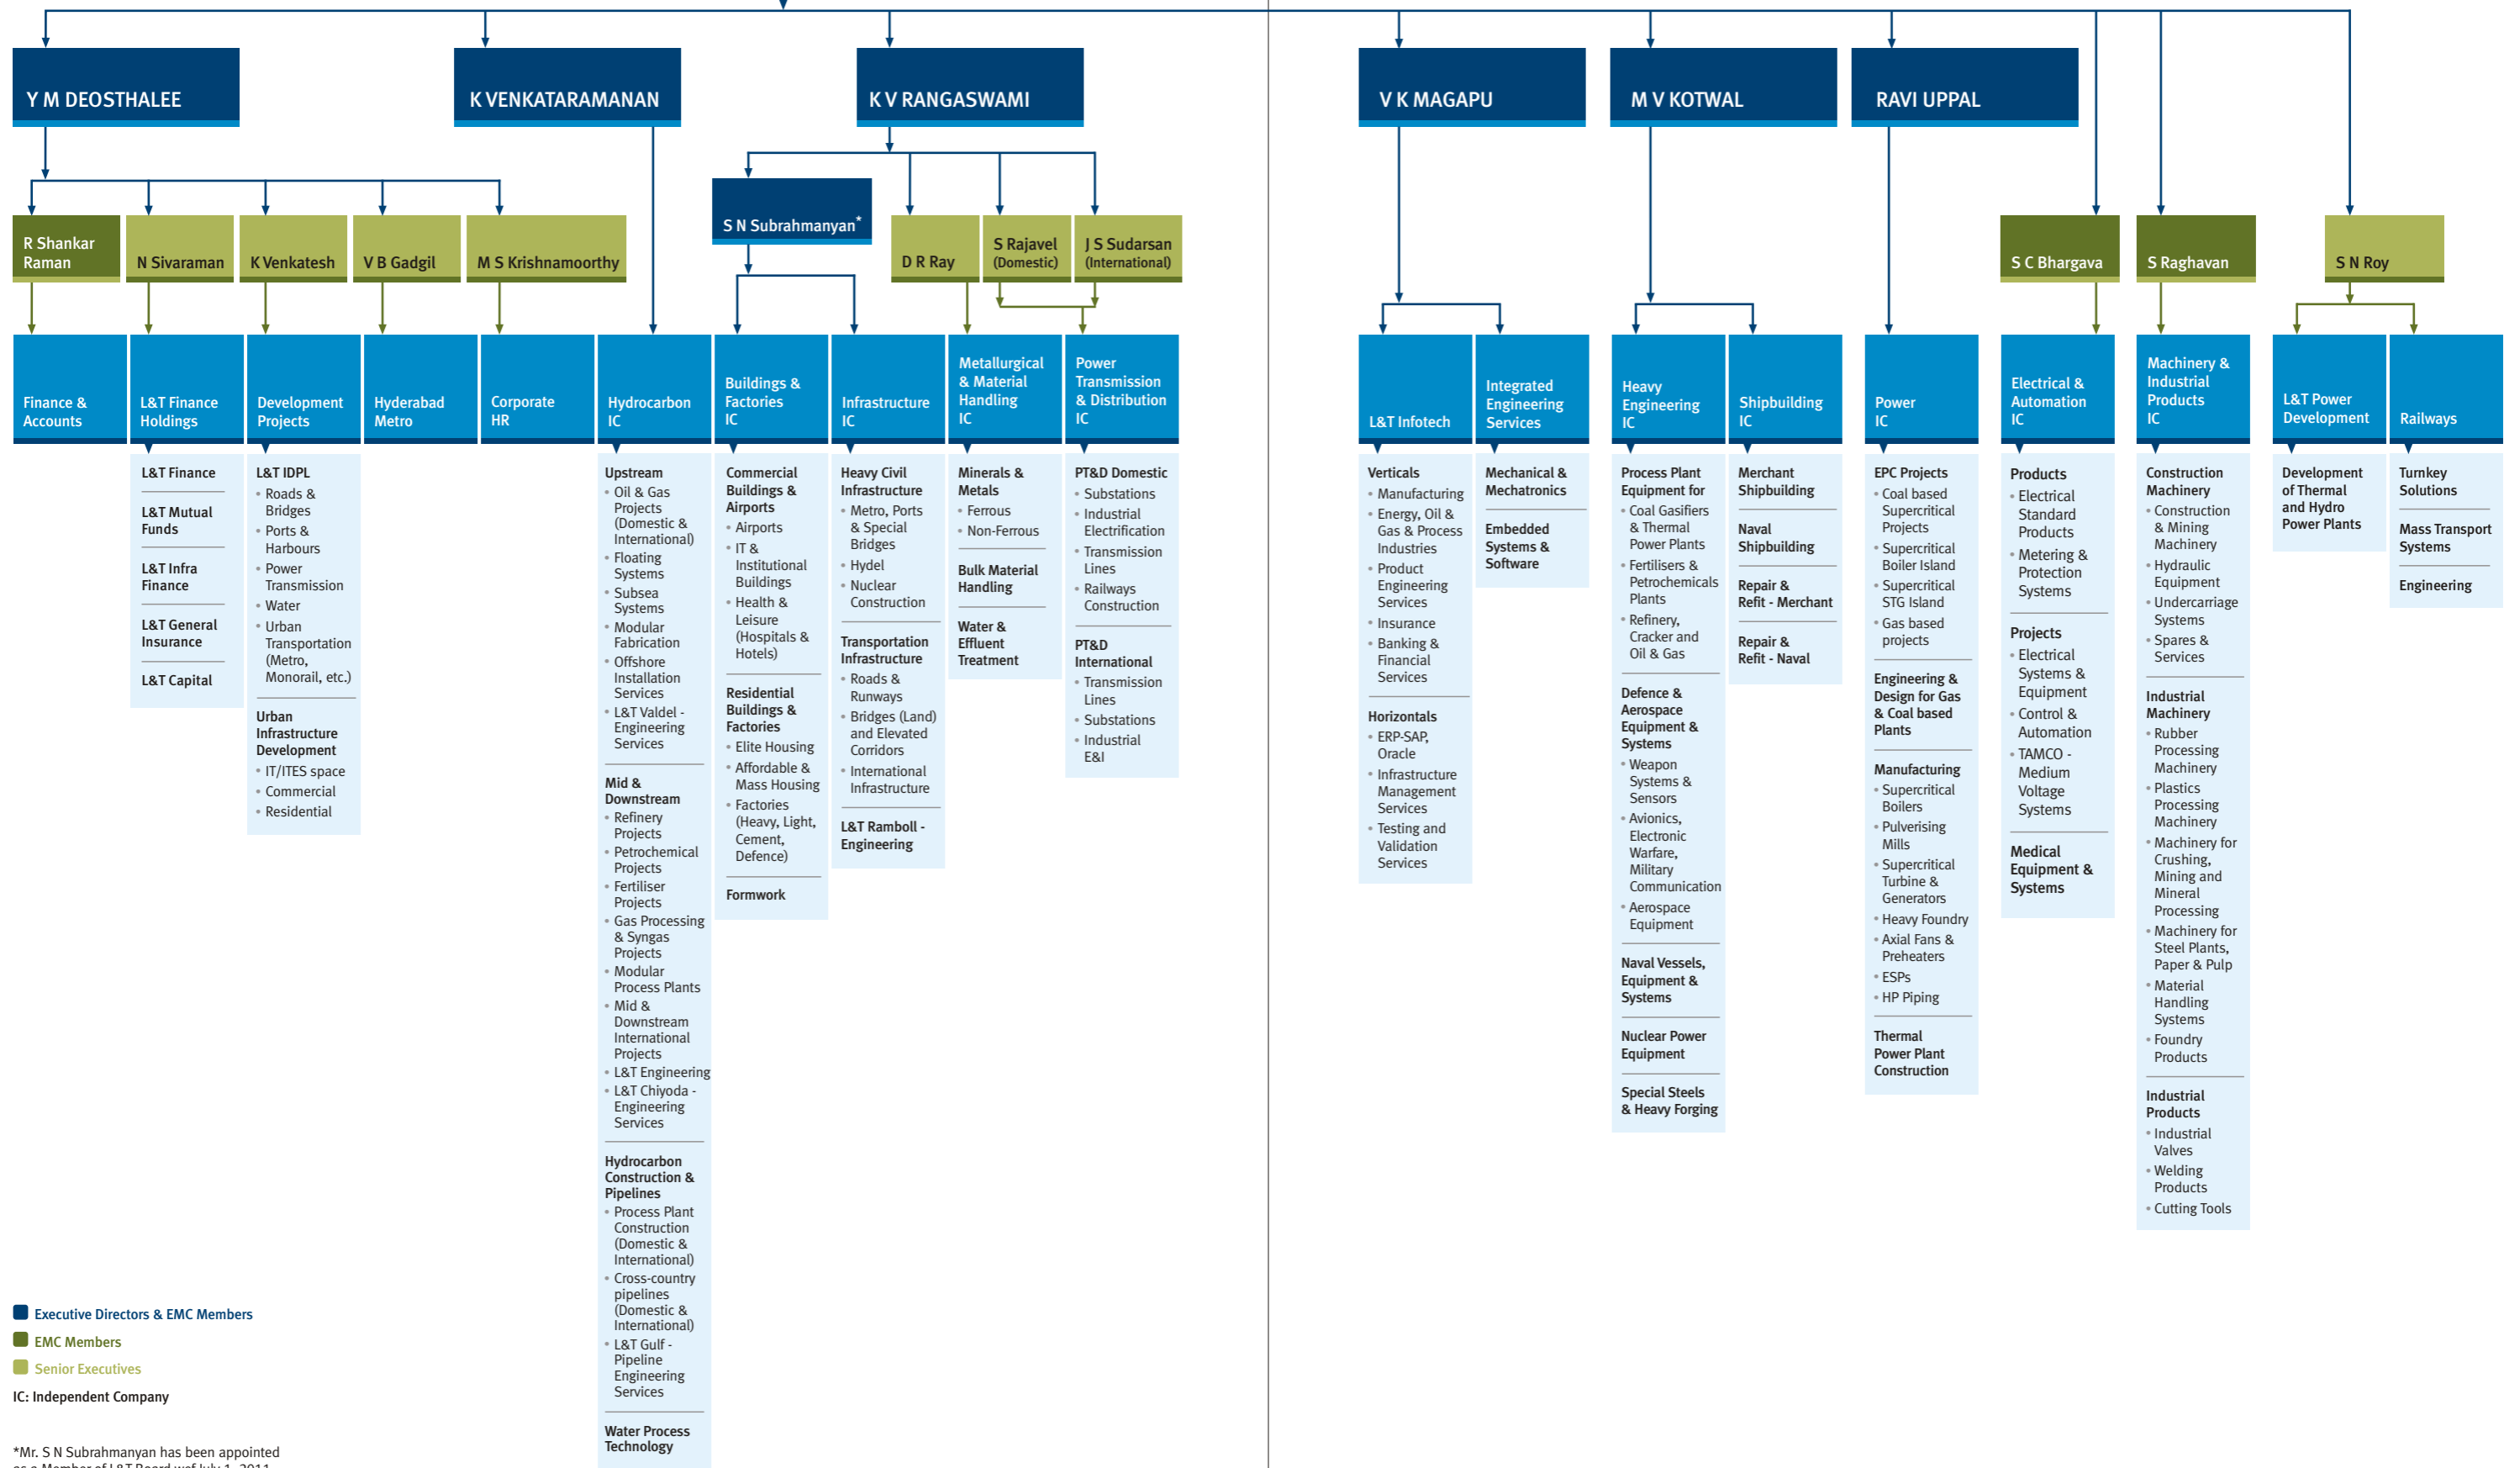 Y M DEOSTHALEE
K VENKATARAMANAN
K V RANGASWAMI
V K MAGAPU
M V KOTWAL
RAVI UPPAL
S N Subrahmanyan*
R Shankar
Raman
N Sivaraman
K Venkatesh
V B Gadgil
M S Krishnamoorthy
D R Ray
S Rajavel
(Domestic)
J S Sudarsan
(International)
S C Bhargava
S Raghavan
S N Roy
Finance &
Accounts
L&T Finance
Holdings
L&T Finance
L&T Mutual
Funds
L&T Infra
Finance
L&T General
Insurance
L&T Capital
Development
Projects
L&T IDPL
• Roads &
Bridges
• Ports &
Harbours
• Power
Transmission
• Water
• Urban
Transportation
(Metro,
Monorail, etc.)
Urban
Infrastructure
Development
• IT/ITES space
• Commercial
• Residential
Hyderabad
Metro
Corporate
HR
Hydrocarbon
IC
Upstream
• Oil & Gas
Projects
(Domestic &
International)
• Floating
Systems
• Subsea
Systems
• Modular
Fabrication
• Offshore
Installation
Services
• L&T Valdel -
Engineering
Services
Mid &
Downstream
• Refinery
Projects
• Petrochemical
Projects
• Fertiliser
Projects
• Gas Processing
& Syngas
Projects
• Modular
Process Plants
• Mid &
Downstream
International
Projects
• L&T Engineering
• L&T Chiyoda -
Engineering
Services
Hydrocarbon
Construction &
Pipelines
• Process Plant
Construction
(Domestic &
International)
• Cross-country
pipelines
(Domestic &
International)
• L&T Gulf -
Pipeline
Engineering
Services
Water Process
Technology
Buildings &
Factories
IC
Commercial
Buildings &
Airports
• Airports
• IT &
Institutional
Buildings
• Health &
Leisure
(Hospitals &
Hotels)
Residential
Buildings &
Factories
• Elite Housing
• Affordable &
Mass Housing
• Factories
(Heavy, Light,
Cement,
Defence)
Formwork
Infrastructure
IC
Heavy Civil
Infrastructure
• Metro, Ports
& Special
Bridges
• Hydel
• Nuclear
Construction
Transportation
Infrastructure
• Roads &
Runways
• Bridges (Land)
and Elevated
Corridors
• International
Infrastructure
L&T Ramboll -
Engineering
Metallurgical
& Material
Handling
IC
Minerals &
Metals
• Ferrous
• Non-Ferrous
Bulk Material
Handling
Water &
Effluent
Treatment
Power
Transmission
& Distribution
IC
PT&D Domestic
• Substations
• Industrial
Electrification
• Transmission
Lines
• Railways
Construction
PT&D
International
• Transmission
Lines
• Substations
• Industrial
E&I
L&T Infotech
Verticals
• Manufacturing
• Energy, Oil &
Gas & Process
Industries
• Product
Engineering
Services
• Insurance
• Banking &
Financial
Services
Horizontals
• ERP-SAP,
Oracle
• Infrastructure
Management
Services
• Testing and
Validation
Services
Integrated
Engineering
Services
Mechanical &
Mechatronics
Embedded
Systems &
Software
Heavy
Engineering
IC
Process Plant
Equipment for
• Coal Gasifiers
& Thermal
Power Plants
• Fertilisers &
Petrochemicals
Plants
• Refinery,
Cracker and
Oil & Gas
Defence &
Aerospace
Equipment &
Systems
• Weapon
Systems &
Sensors
• Avionics,
Electronic
Warfare,
Military
Communication
• Aerospace
Equipment
Naval Vessels,
Equipment &
Systems
Nuclear Power
Equipment
Special Steels
& Heavy Forging
Shipbuilding
IC
Merchant
Shipbuilding
Naval
Shipbuilding
Repair &
Refit - Merchant
Repair &
Refit - Naval
Power
IC
EPC Projects
• Coal based
Supercritical
Projects
• Supercritical
Boiler Island
• Supercritical
STG Island
• Gas based
projects
Engineering &
Design for Gas
& Coal based
Plants
Manufacturing
• Supercritical
Boilers
• Pulverising
Mills
• Supercritical
Turbine &
Generators
• Heavy Foundry
• Axial Fans &
Preheaters
• ESPs
• HP Piping
Thermal
Power Plant
Construction
Electrical &
Automation
IC
Products
• Electrical
Standard
Products
• Metering &
Protection
Systems
Projects
• Electrical
Systems &
Equipment
• Control &
Automation
• TAMCO -
Medium
Voltage
Systems
Medical
Equipment &
Systems
Machinery &
Industrial
Products
IC
Construction
Machinery
• Construction
& Mining
Machinery
• Hydraulic
Equipment
• Undercarriage
Systems
• Spares &
Services
Industrial
Machinery
• Rubber
Processing
Machinery
• Plastics
Processing
Machinery
• Machinery for
Crushing,
Mining and
Mineral
Processing
• Machinery for
Steel Plants,
Paper & Pulp
• Material
Handling
Systems
• Foundry
Products
Industrial
Products
• Industrial
Valves
• Welding
Products
• Cutting Tools
L&T Power
Development
Development
of Thermal
and Hydro
Power Plants
Railways
Turnkey
Solutions
Mass Transport
Systems
Engineering
Executive Directors & EMC Members
EMC Members
Senior Executives
IC: Independent Company
*Mr. S N Subrahmanyan has been appointed
as a Member of L&T Board wef July 1, 2011